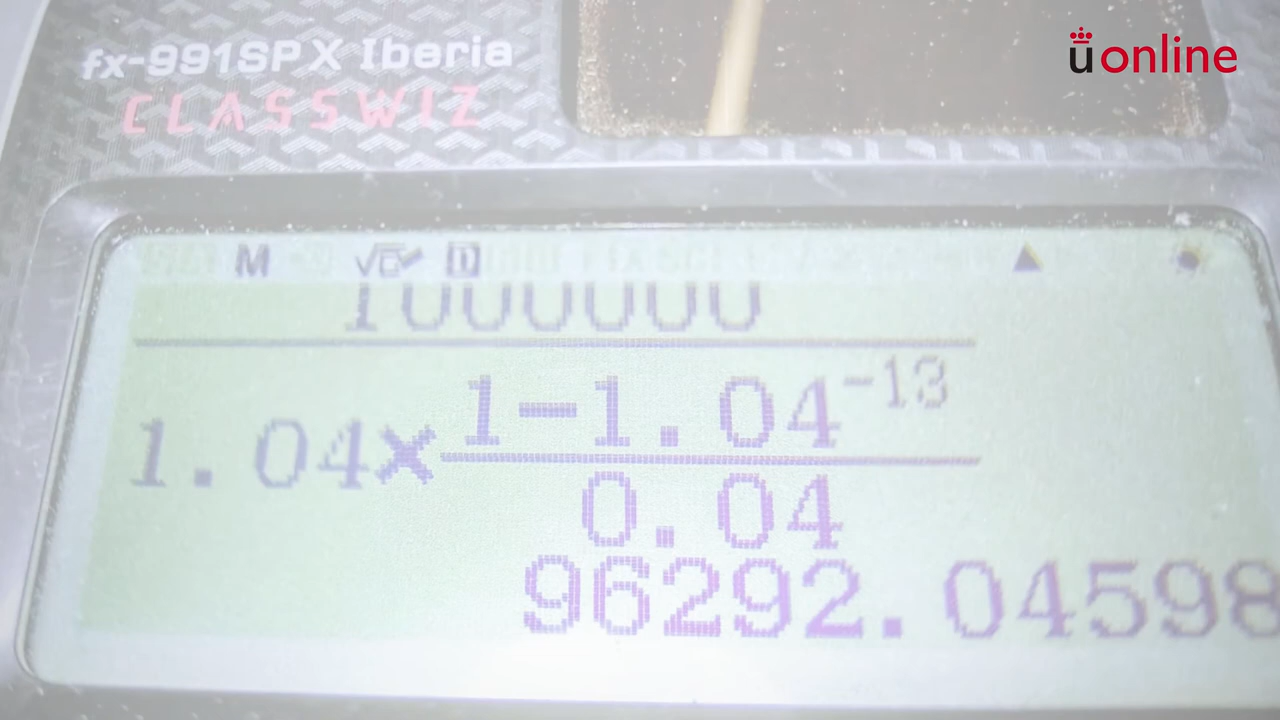 fx-991SP X Iberia
CLASSWIZ
üonline
M √□ D ▲
1000000
1.04×
1-1.04⁻¹³
0.04
96292.04598